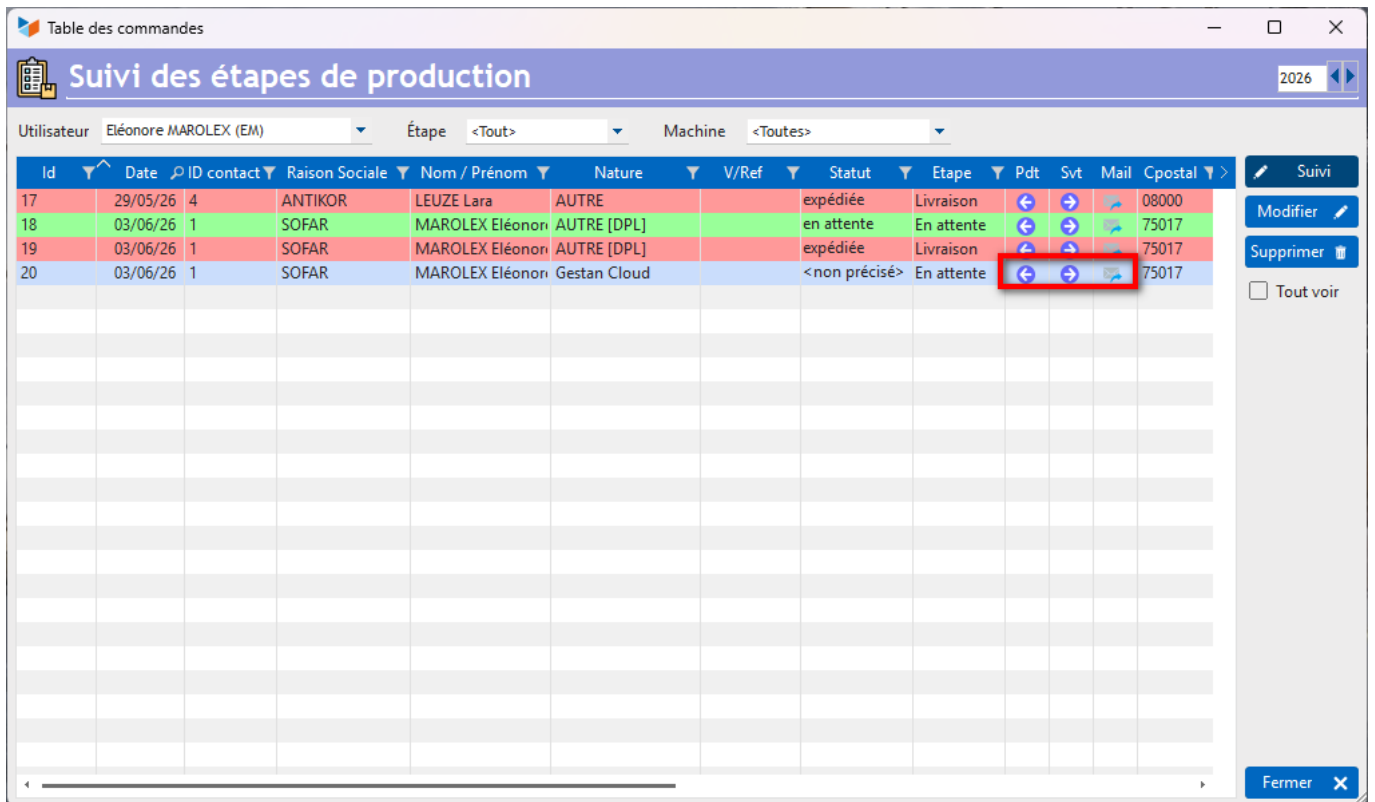 Table des commandes
Suivi des étapes de production
2026
Utilisateur Eléonore MAROLEX (EM) Étape <Tout> Machine <Toutes>
Id Date ID contact Raison Sociale Nom / Prénom Nature V/Ref Statut Etape Pdt Svt Mail Cpostal
17 29/05/26 4 ANTIKOR LEUZE Lara AUTRE expédiée Livraison 08000
18 03/06/26 1 SOFAR MAROLEX Eléonor AUTRE [DPL] en attente En attente 75017
19 03/06/26 1 SOFAR MAROLEX Eléonor AUTRE [DPL] expédiée Livraison 75017
20 03/06/26 1 SOFAR MAROLEX Eléonor Gestan Cloud <non précisé> En attente 75017
Suivi
Modifier
Supprimer
Tout voir
Fermer